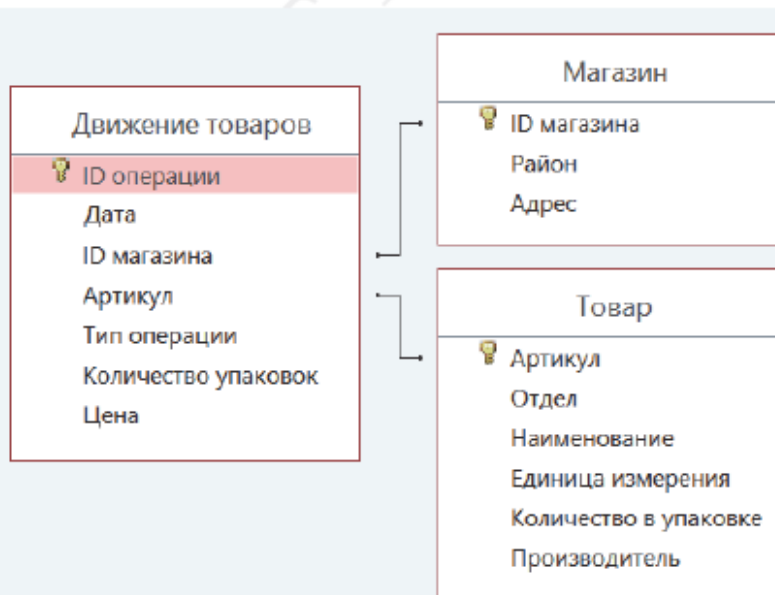 Движение товаров
ID операции
Дата
ID магазина
Артикул
Тип операции
Количество упаковок
Цена
Магазин
ID магазина
Район
Адрес
Товар
Артикул
Отдел
Наименование
Единица измерения
Количество в упаковке
Производитель